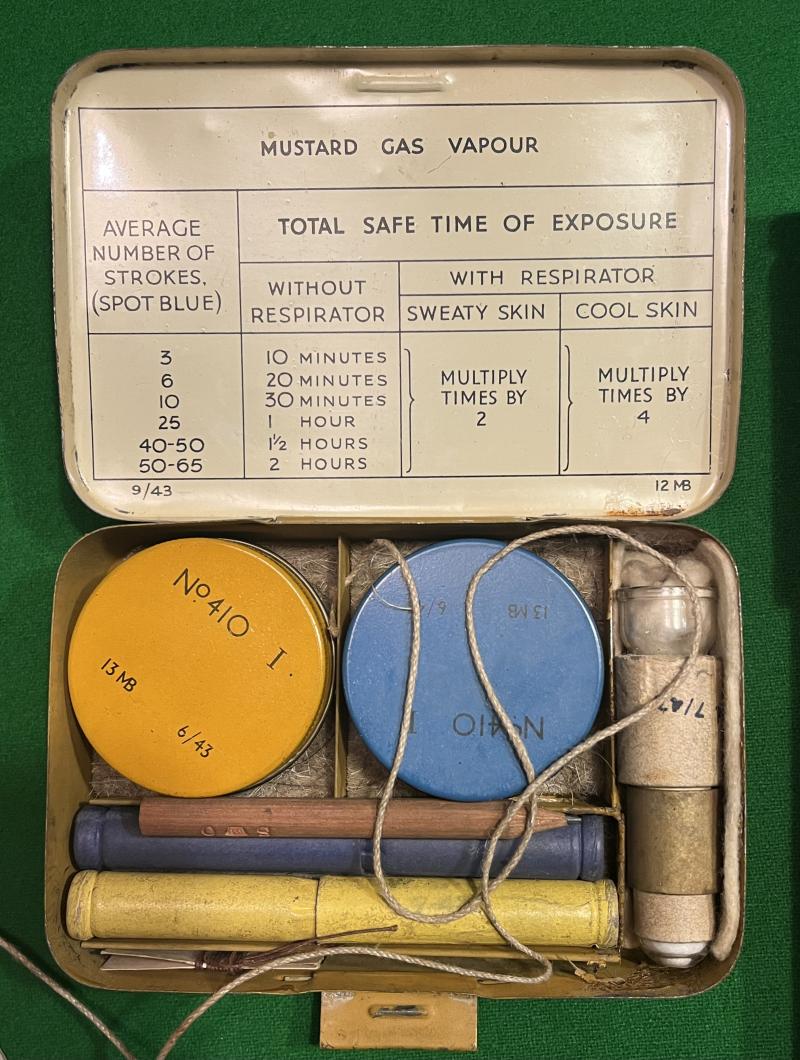 MUSTARD GAS VAPOUR
AVERAGE
NUMBER OF
STROKES,
(SPOT BLUE)
TOTAL SAFE TIME OF EXPOSURE
WITHOUT
RESPIRATOR
WITH RESPIRATOR
SWEATY SKIN
COOL SKIN
3 10 MINUTES
6 20 MINUTES
10 30 MINUTES
25 1 HOUR
40-50 1½ HOURS
50-65 2 HOURS
MULTIPLY
TIMES BY
2
MULTIPLY
TIMES BY
4
9/43
12 MB
No 410 I.
13 MB
6/43
13 MB
No 410 I